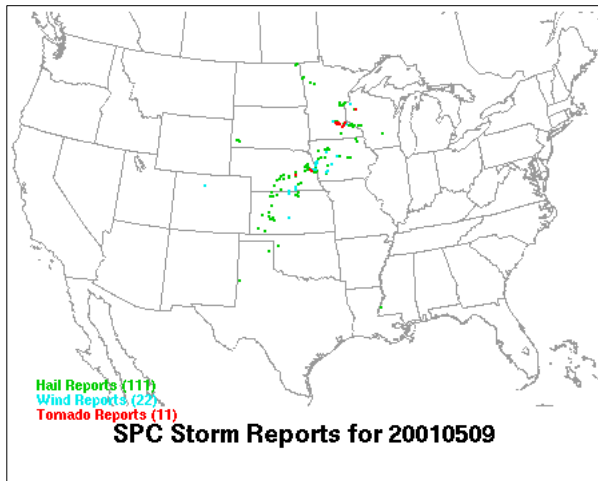 Hail Reports (111)
Wind Reports (22)
Tornado Reports (11)
SPC Storm Reports for 20010509